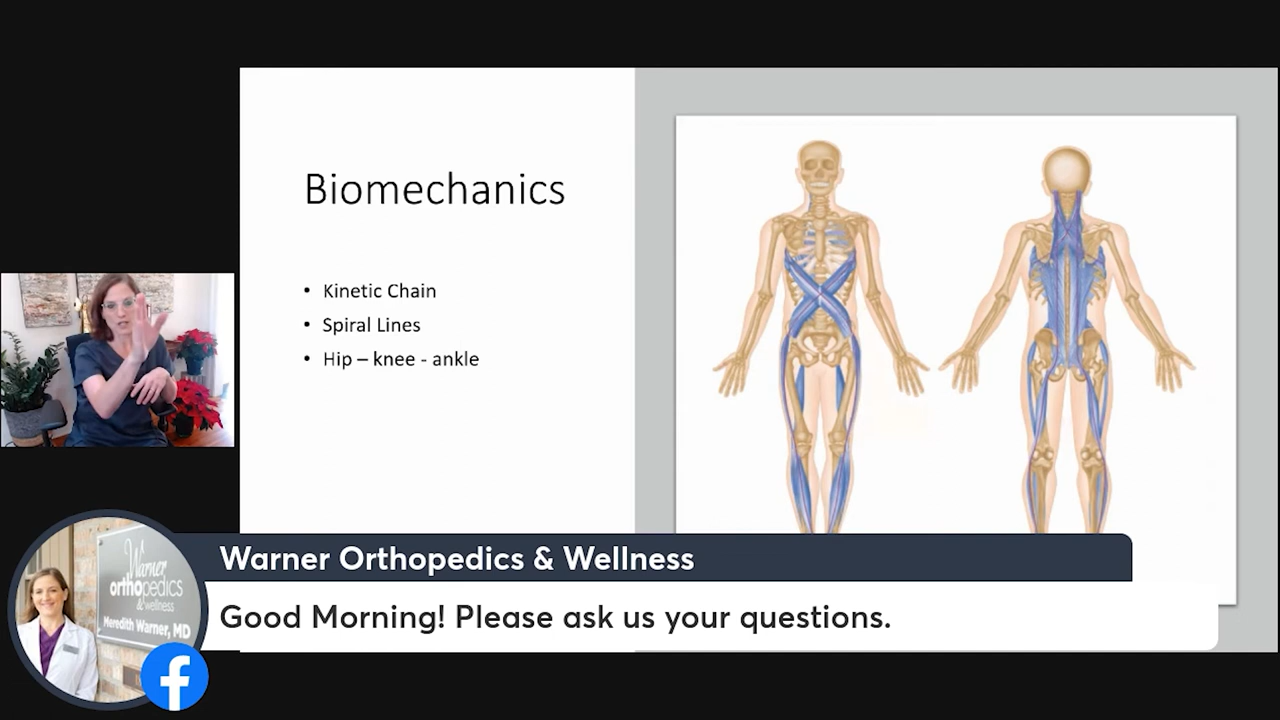 Biomechanics
• Kinetic Chain
• Spiral Lines
• Hip – knee - ankle
Warner Orthopedics & Wellness
Good Morning! Please ask us your questions.
Warner
orthopedics
& wellness
Meredith Warner, MD